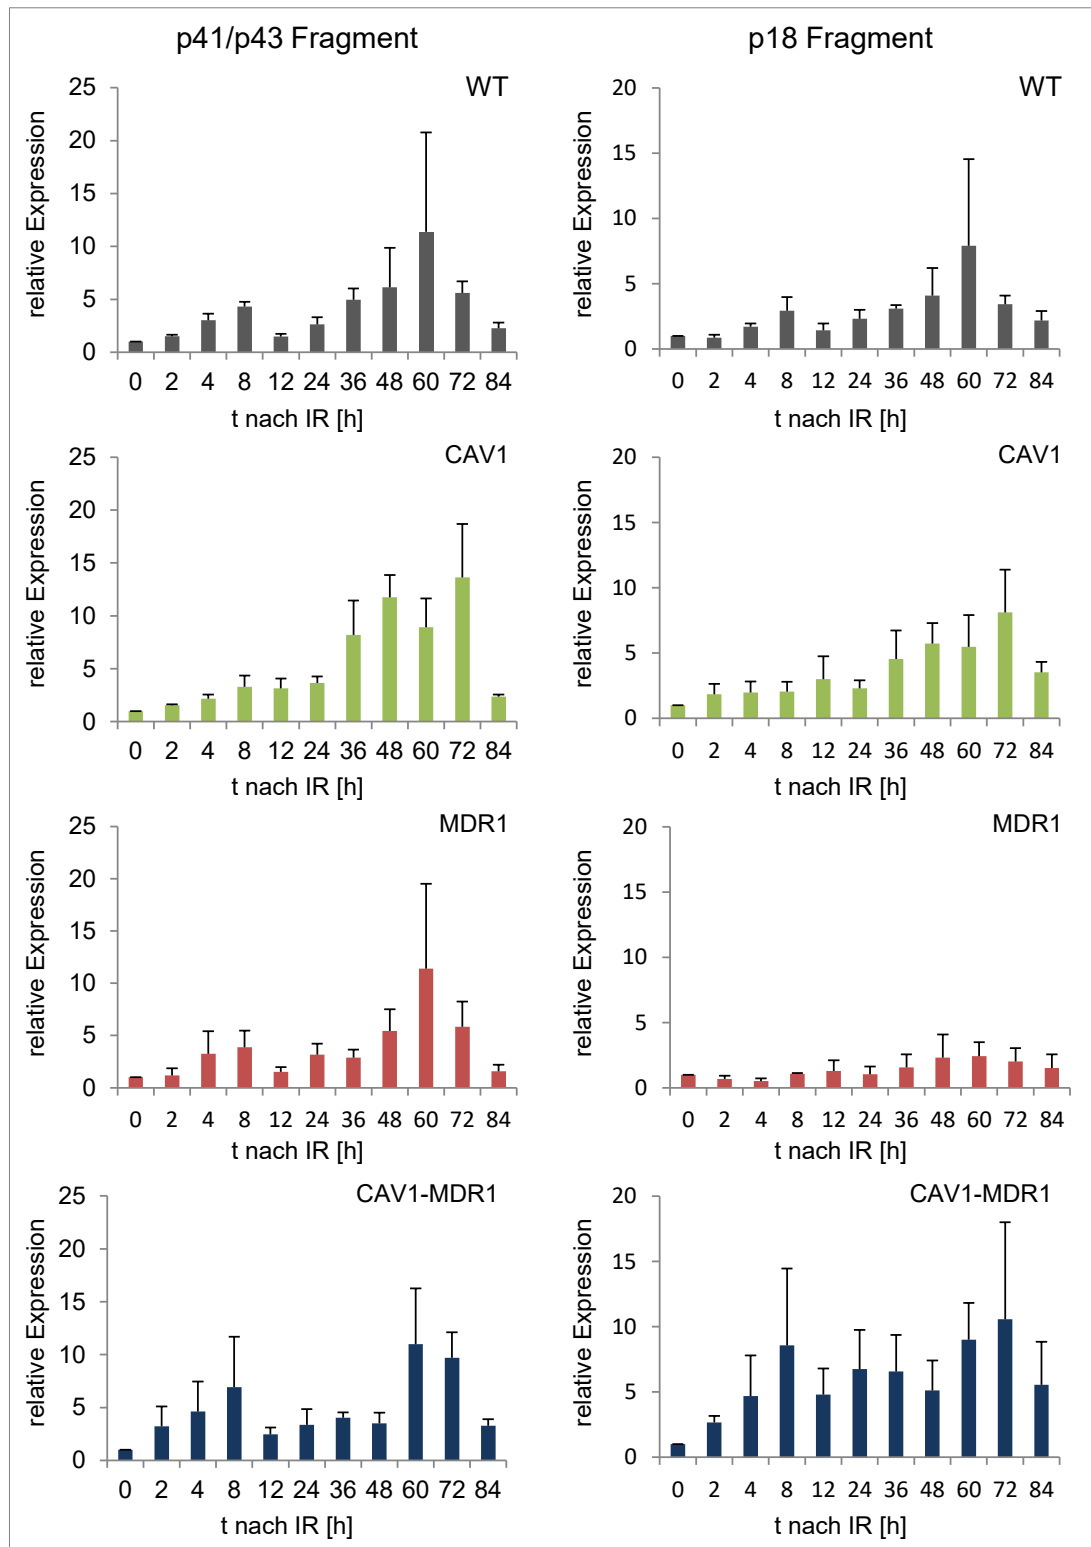 p41/p43 Fragment
p18 Fragment
WT
relative Expression
25
20
15
10
5
0
0 2 4 8 12 24 36 48 60 72 84
t nach IR [h]
WT
relative Expression
20
15
10
5
0
0 2 4 8 12 24 36 48 60 72 84
t nach IR [h]
CAV1
relative Expression
25
20
15
10
5
0
0 2 4 8 12 24 36 48 60 72 84
t nach IR [h]
CAV1
relative Expression
20
15
10
5
0
0 2 4 8 12 24 36 48 60 72 84
t nach IR [h]
MDR1
relative Expression
25
20
15
10
5
0
0 2 4 8 12 24 36 48 60 72 84
t nach IR [h]
MDR1
relative Expression
20
15
10
5
0
0 2 4 8 12 24 36 48 60 72 84
t nach IR [h]
CAV1-MDR1
relative Expression
25
20
15
10
5
0
0 2 4 8 12 24 36 48 60 72 84
t nach IR [h]
CAV1-MDR1
relative Expression
20
15
10
5
0
0 2 4 8 12 24 36 48 60 72 84
t nach IR [h]